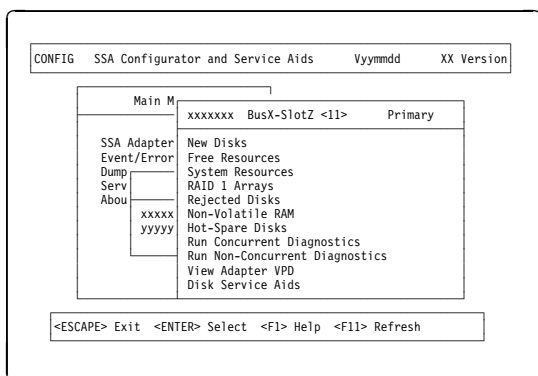 CONFIG SSA Configurator and Service Aids Vyymmdd XX Version
Main M
xxxxxxx BusX-SlotZ <11> Primary
SSA Adapter
Event/Error
Dump
Serv
Abou
xxxxx
yyyyy
New Disks
Free Resources
System Resources
RAID 1 Arrays
Rejected Disks
Non-Volatile RAM
Hot-Spare Disks
Run Concurrent Diagnostics
Run Non-Concurrent Diagnostics
View Adapter VPD
Disk Service Aids
<ESCAPE> Exit <ENTER> Select <F1> Help <F11> Refresh